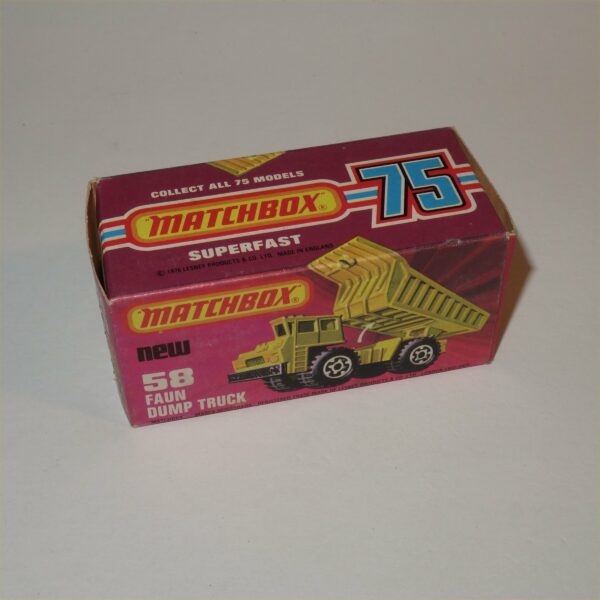 COLLECT ALL 75 MODELS
MATCHBOX®
75
SUPERFAST
© 1976 LESNEY PRODUCTS & CO. LTD. MADE IN ENGLAND
MATCHBOX®
new
58
FAUN
DUMP TRUCK